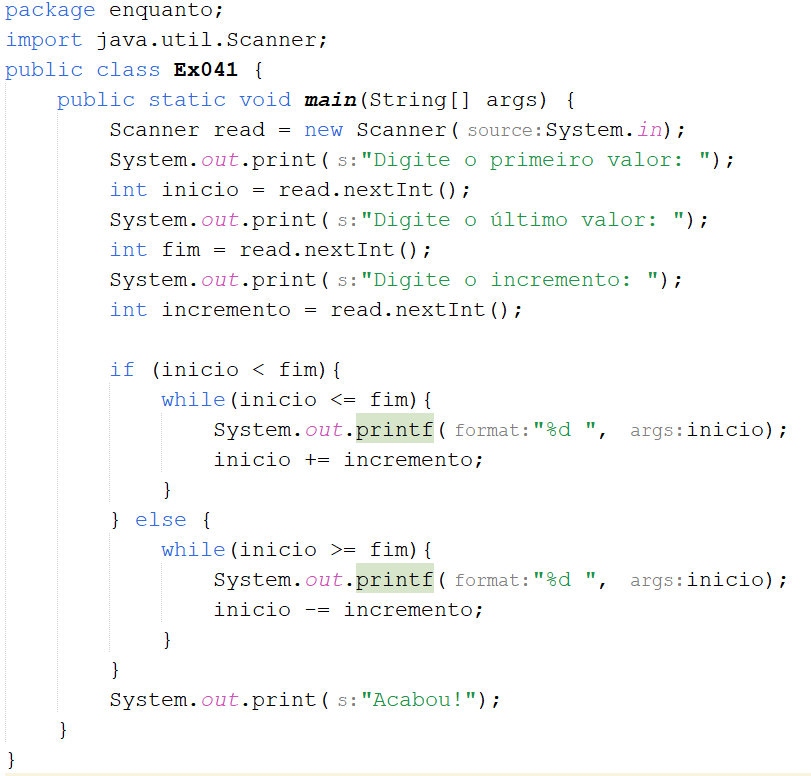 package enquanto;
import java.util.Scanner;
public class Ex041 {
    public static void main(String[] args) {
        Scanner read = new Scanner( source:System.in);
        System.out.print( s:"Digite o primeiro valor: ");
        int inicio = read.nextInt();
        System.out.print( s:"Digite o último valor: ");
        int fim = read.nextInt();
        System.out.print( s:"Digite o incremento: ");
        int incremento = read.nextInt();

        if (inicio < fim){
            while(inicio <= fim){
                System.out.printf( format:"%d ", args:inicio);
                inicio += incremento;
            }
        } else {
            while(inicio >= fim){
                System.out.printf( format:"%d ", args:inicio);
                inicio -= incremento;
            }
        }
        System.out.print( s:"Acabou!");
    }
}